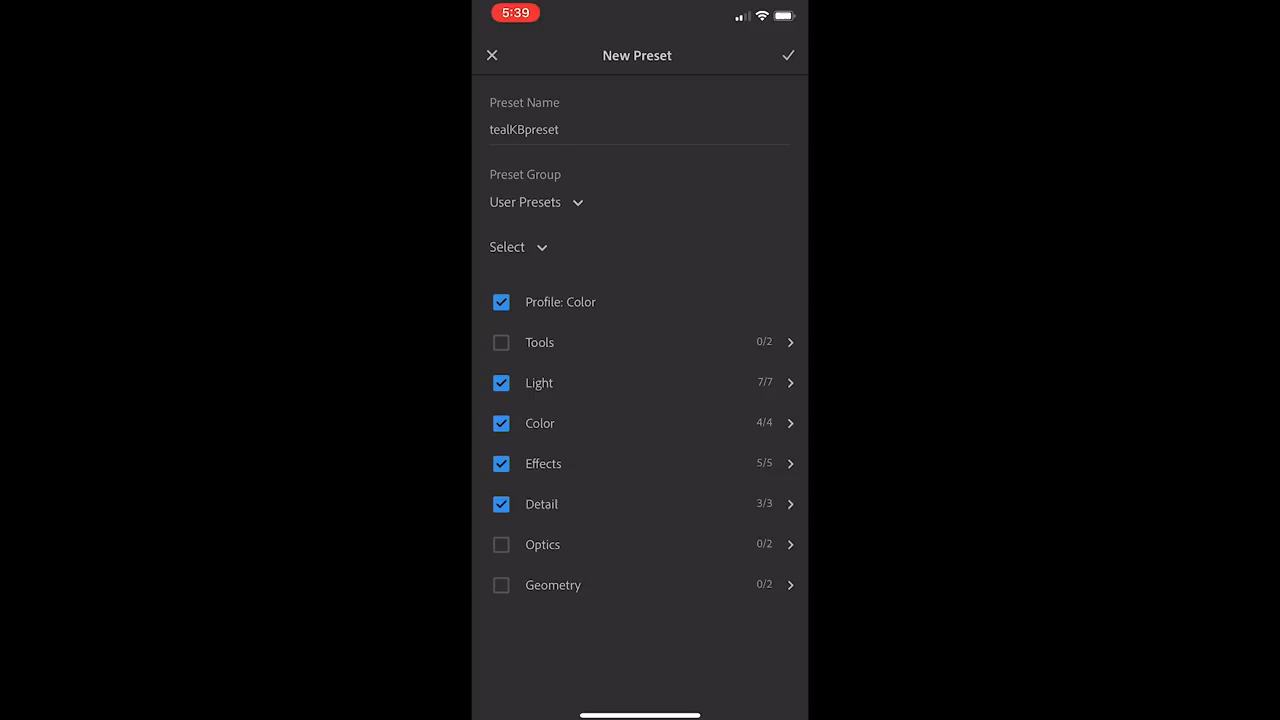 5:39
New Preset
Preset Name
tealKBpreset
Preset Group
User Presets
Select
Profile: Color
Tools 0/2
Light 7/7
Color 4/4
Effects 5/5
Detail 3/3
Optics 0/2
Geometry 0/2